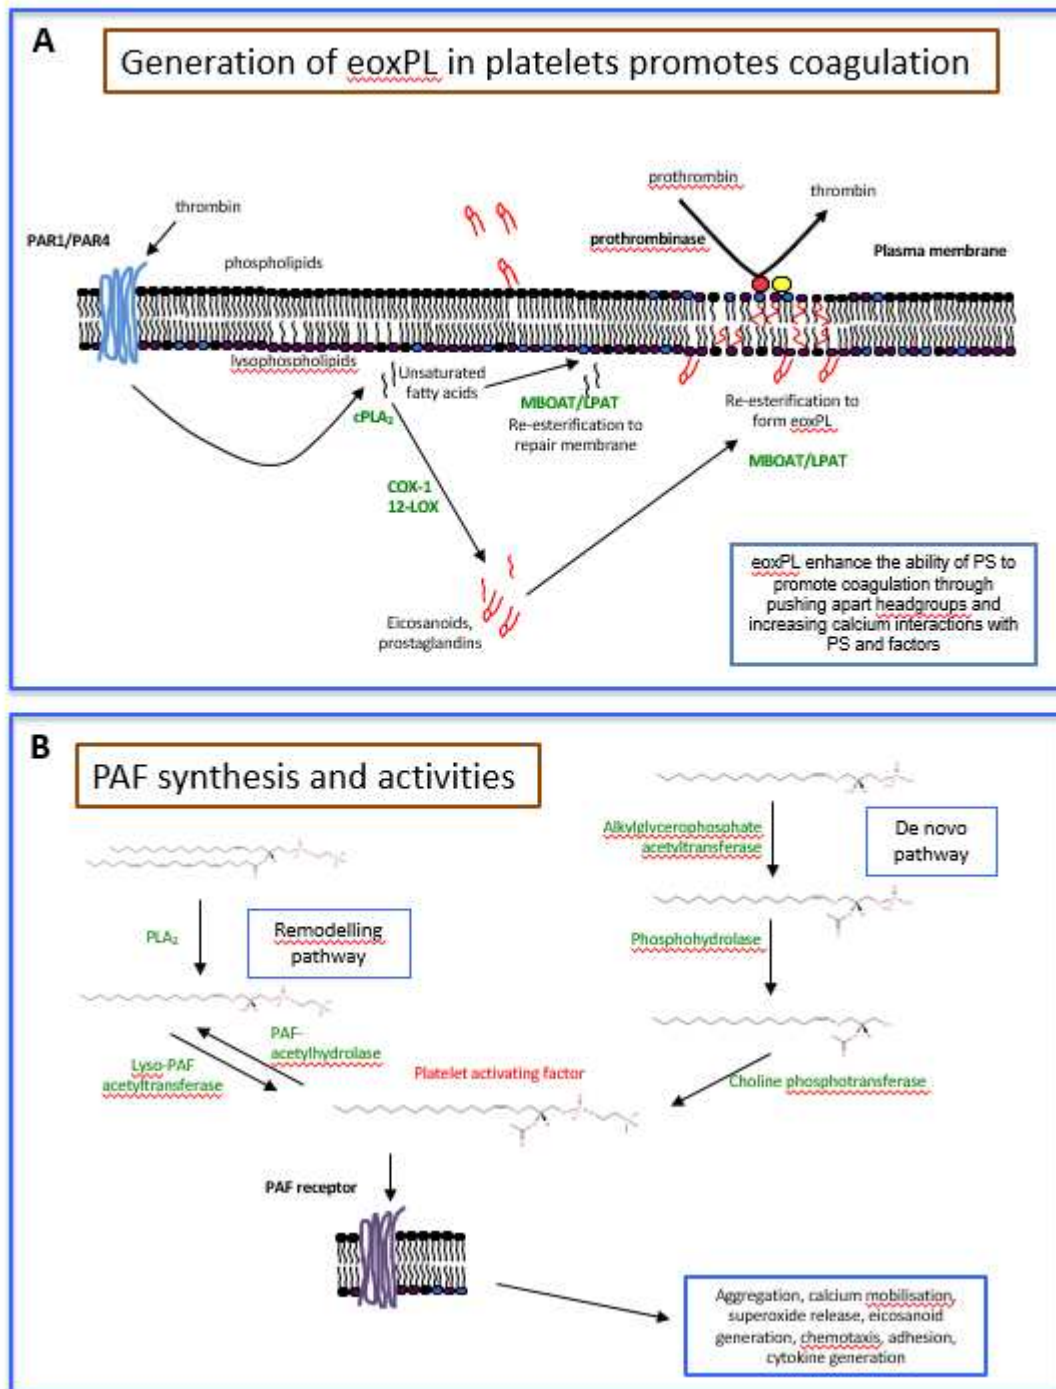 A
Generation of eoxPL in platelets promotes coagulation
prothrombin
thrombin
thrombin
PAR1/PAR4
prothrombinase
Plasma membrane
phospholipids
lysophospholipids
Unsaturated
fatty acids
cPLA₂
MBOAT/LPAT
Re-esterification to
repair membrane
Re-esterification to
form eoxPL
MBOAT/LPAT
COX-1
12-LOX
Eicosanoids,
prostaglandins
eoxPL enhance the ability of PS to
promote coagulation through
pushing apart headgroups and
increasing calcium interactions with
PS and factors
B
PAF synthesis and activities
Alkylglycerophosphate
acetyltransferase
De novo
pathway
PLA₂
Remodelling
pathway
Phosphohydrolase
PAF-
acetylhydrolase
Lyso-PAF
acetyltransferase
Platelet activating factor
Choline phosphotransferase
PAF receptor
Aggregation, calcium mobilisation,
superoxide release, eicosanoid
generation, chemotaxis, adhesion,
cytokine generation